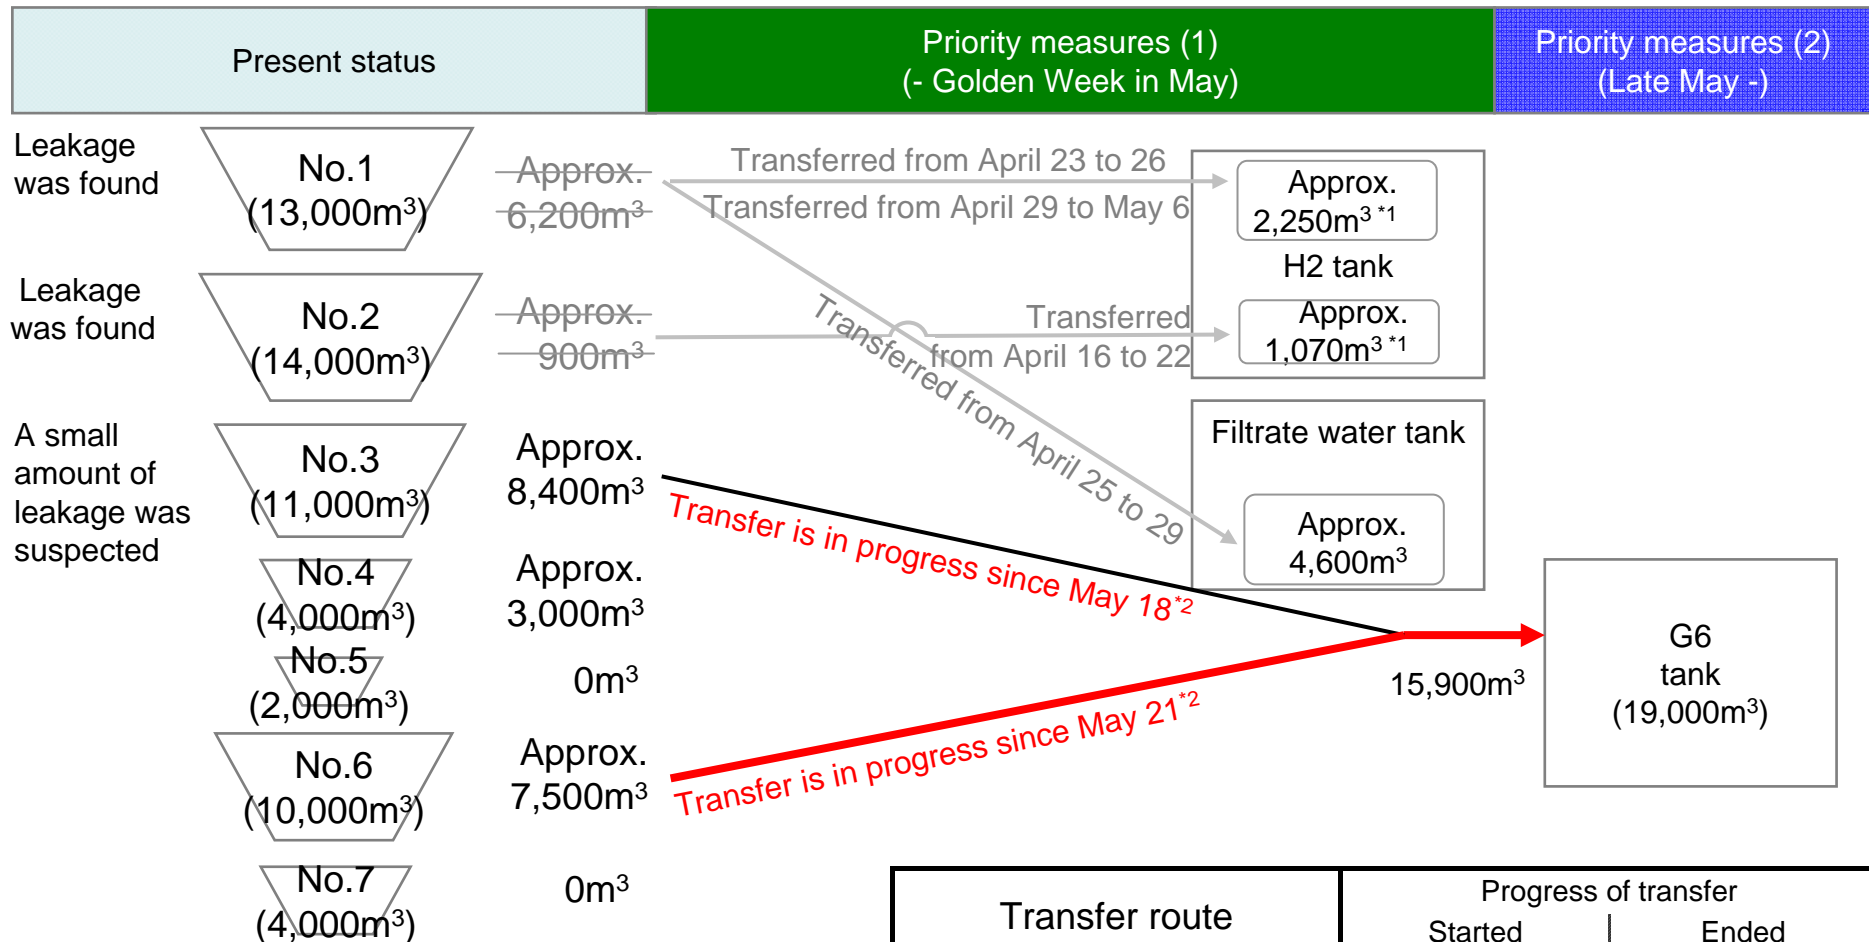 Present status
Priority measures (1)
(- Golden Week in May)
Priority measures (2)
(Late May -)
Leakage
was found
No.1
(13,000m³)
Approx.
6,200m³
Transferred from April 23 to 26
Transferred from April 29 to May 6
Approx.
2,250m³ *1
H2 tank
Leakage
was found
No.2
(14,000m³)
Approx.
900m³
Transferred
from April 16 to 22
Approx.
1,070m³ *1
Transferred from April 25 to 29
Filtrate water tank
Approx.
4,600m³
A small
amount of
leakage was
suspected
No.3
(11,000m³)
Approx.
8,400m³
Transfer is in progress since May 18*2
No.4
(4,000m³)
Approx.
3,000m³
No.5
(2,000m³)
0m³
15,900m³
G6
tank
(19,000m³)
No.6
(10,000m³)
Approx.
7,500m³
Transfer is in progress since May 21*2
No.7
(4,000m³)
0m³
Transfer route
Progress of transfer
Started
Ended